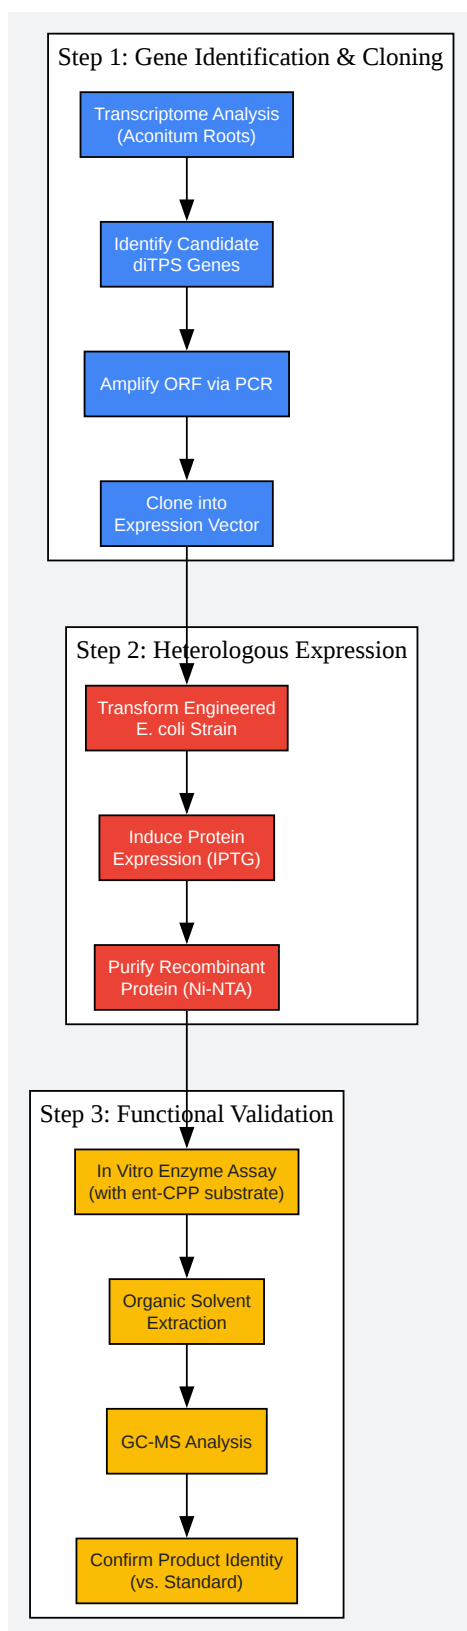 Step 1: Gene Identification & Cloning
Transcriptome Analysis
(Aconitum Roots)
Identify Candidate
diTPS Genes
Amplify ORF via PCR
Clone into
Expression Vector
Step 2: Heterologous Expression
Transform Engineered
E. coli Strain
Induce Protein
Expression (IPTG)
Purify Recombinant
Protein (Ni-NTA)
Step 3: Functional Validation
In Vitro Enzyme Assay
(with ent-CPP substrate)
Organic Solvent
Extraction
GC-MS Analysis
Confirm Product Identity
(vs. Standard)